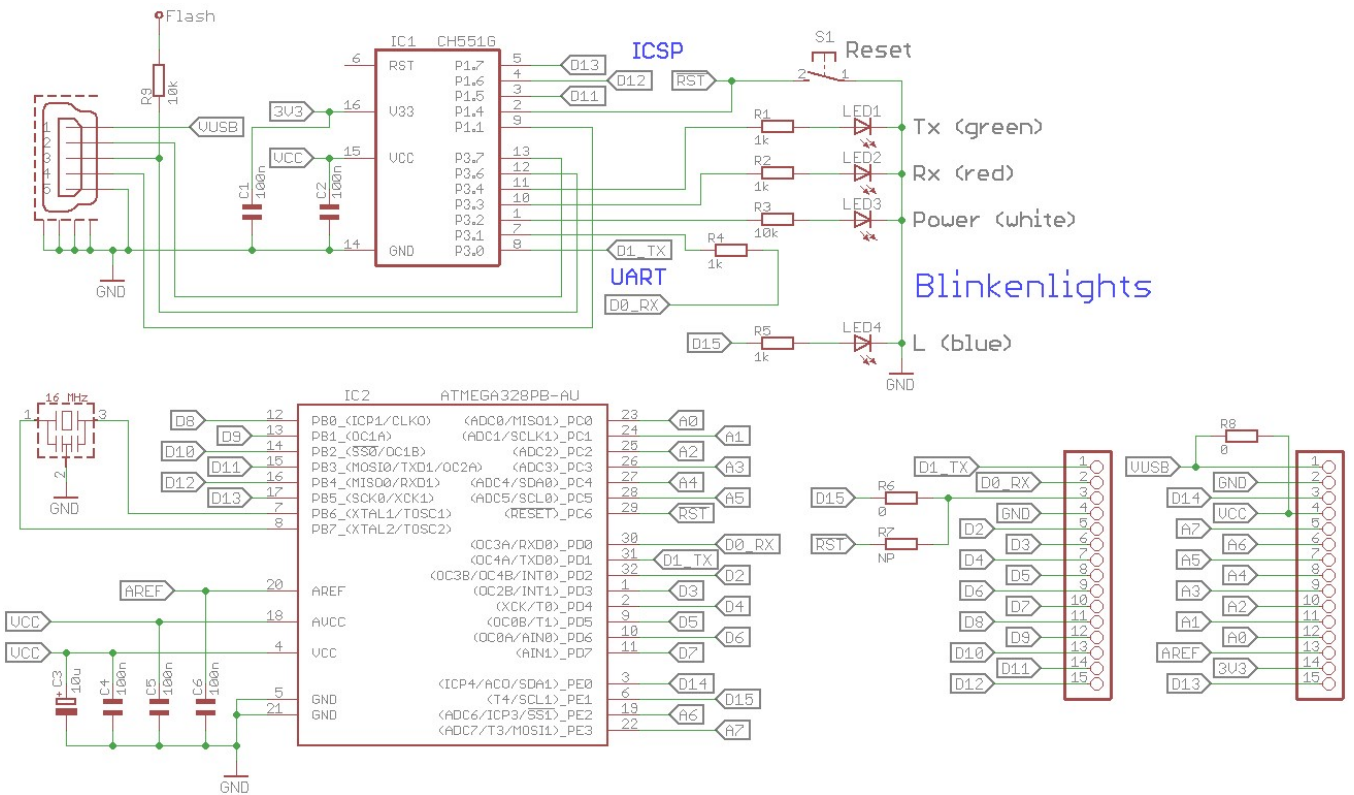 Flash
R9
10k
1
2
3
4
5
VUSB
GND
3V3
VCC
C1
100n
C2
100n
IC1 CH551G
6 RST
16 V33
15 VCC
14 GND
P1.7 5 D13
P1.6 4 D12
P1.5 3 D11
P1.4 2
P1.1 9
P3.7 13
P3.6 12
P3.4 11
P3.3 10
P3.2 1
P3.1 7
P3.0 8 D1_TX
ICSP
RST
S1
Reset
2 1
R1
1k
LED1
Tx (green)
R2
1k
LED2
Rx (red)
R3
10k
LED3
Power (white)
R4
1k
UART
D0_RX
Blinkenlights
D15
R5
1k
LED4
L (blue)
GND
16 MHz
1 3
2
GND
IC2 ATMEGA328PB-AU
D8 12 PB0_(ICP1/CLKO)
D9 13 PB1_(OC1A)
D10 14 PB2_(SS0/OC1B)
D11 15 PB3_(MOSI0/TXD1/OC2A)
D12 16 PB4_(MISO0/RXD1)
D13 17 PB5_(SCK0/XCK1)
7 PB6_(XTAL1/TOSC1)
8 PB7_(XTAL2/TOSC2)
AREF 20 AREF
VCC 18 AVCC
VCC 4 VCC
5 GND
21 GND
C3
10u
+
C4
100n
C5
100n
C6
100n
GND
(ADC0/MISO1)_PC0 23 A0
(ADC1/SCLK1)_PC1 24 A1
(ADC2)_PC2 25 A2
(ADC3)_PC3 26 A3
(ADC4/SDA0)_PC4 27 A4
(ADC5/SCL0)_PC5 28 A5
(RESET)_PC6 29 RST
(OC3A/RXD0)_PD0 30 D0_RX
(OC4A/TXD0)_PD1 31 D1_TX
(OC3B/OC4B/INT0)_PD2 32 D2
(OC2B/INT1)_PD3 1 D3
(XCK/T0)_PD4 2 D4
(OC0B/T1)_PD5 9 D5
(OC0A/AIN0)_PD6 10 D6
(AIN1)_PD7 11 D7
(ICP4/ACO/SDA1)_PE0 3 D14
(T4/SCL1)_PE1 6 D15
(ADC6/ICP3/SS1)_PE2 19 A6
(ADC7/T3/MOSI1)_PE3 22 A7
D15
R6
0
RST
R7
NP
D1_TX 1
D0_RX 2
3
GND 4
D2 5
D3 6
D4 7
D5 8
D6 9
D7 10
D8 11
D9 12
D10 13
D11 14
D12 15
R8
0
VUSB 1
GND 2
D14 3
VCC 4
A7 5
A6 6
A5 7
A4 8
A3 9
A2 10
A1 11
A0 12
AREF 13
3V3 14
D13 15